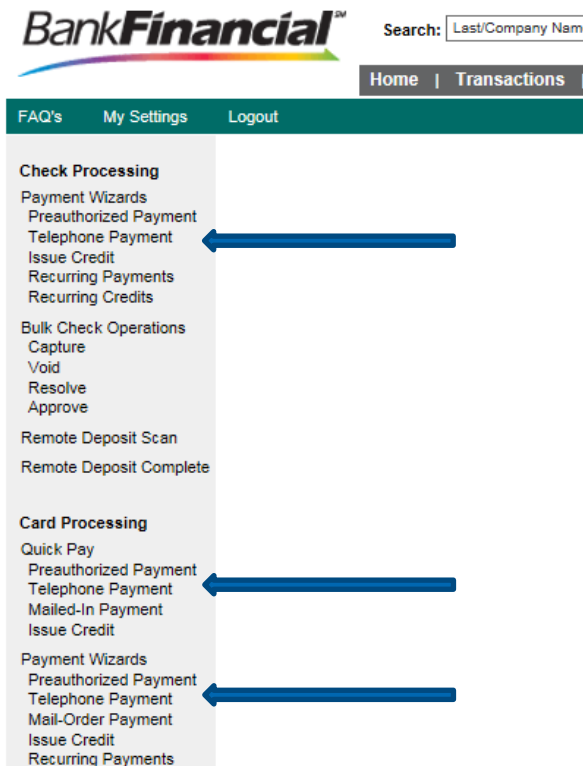 BankFinancial℠
Search: Last/Company Nam
Home | Transactions |
FAQ's My Settings Logout
Check Processing
Payment Wizards
Preauthorized Payment
Telephone Payment
Issue Credit
Recurring Payments
Recurring Credits
Bulk Check Operations
Capture
Void
Resolve
Approve
Remote Deposit Scan
Remote Deposit Complete
Card Processing
Quick Pay
Preauthorized Payment
Telephone Payment
Mailed-In Payment
Issue Credit
Payment Wizards
Preauthorized Payment
Telephone Payment
Mail-Order Payment
Issue Credit
Recurring Payments